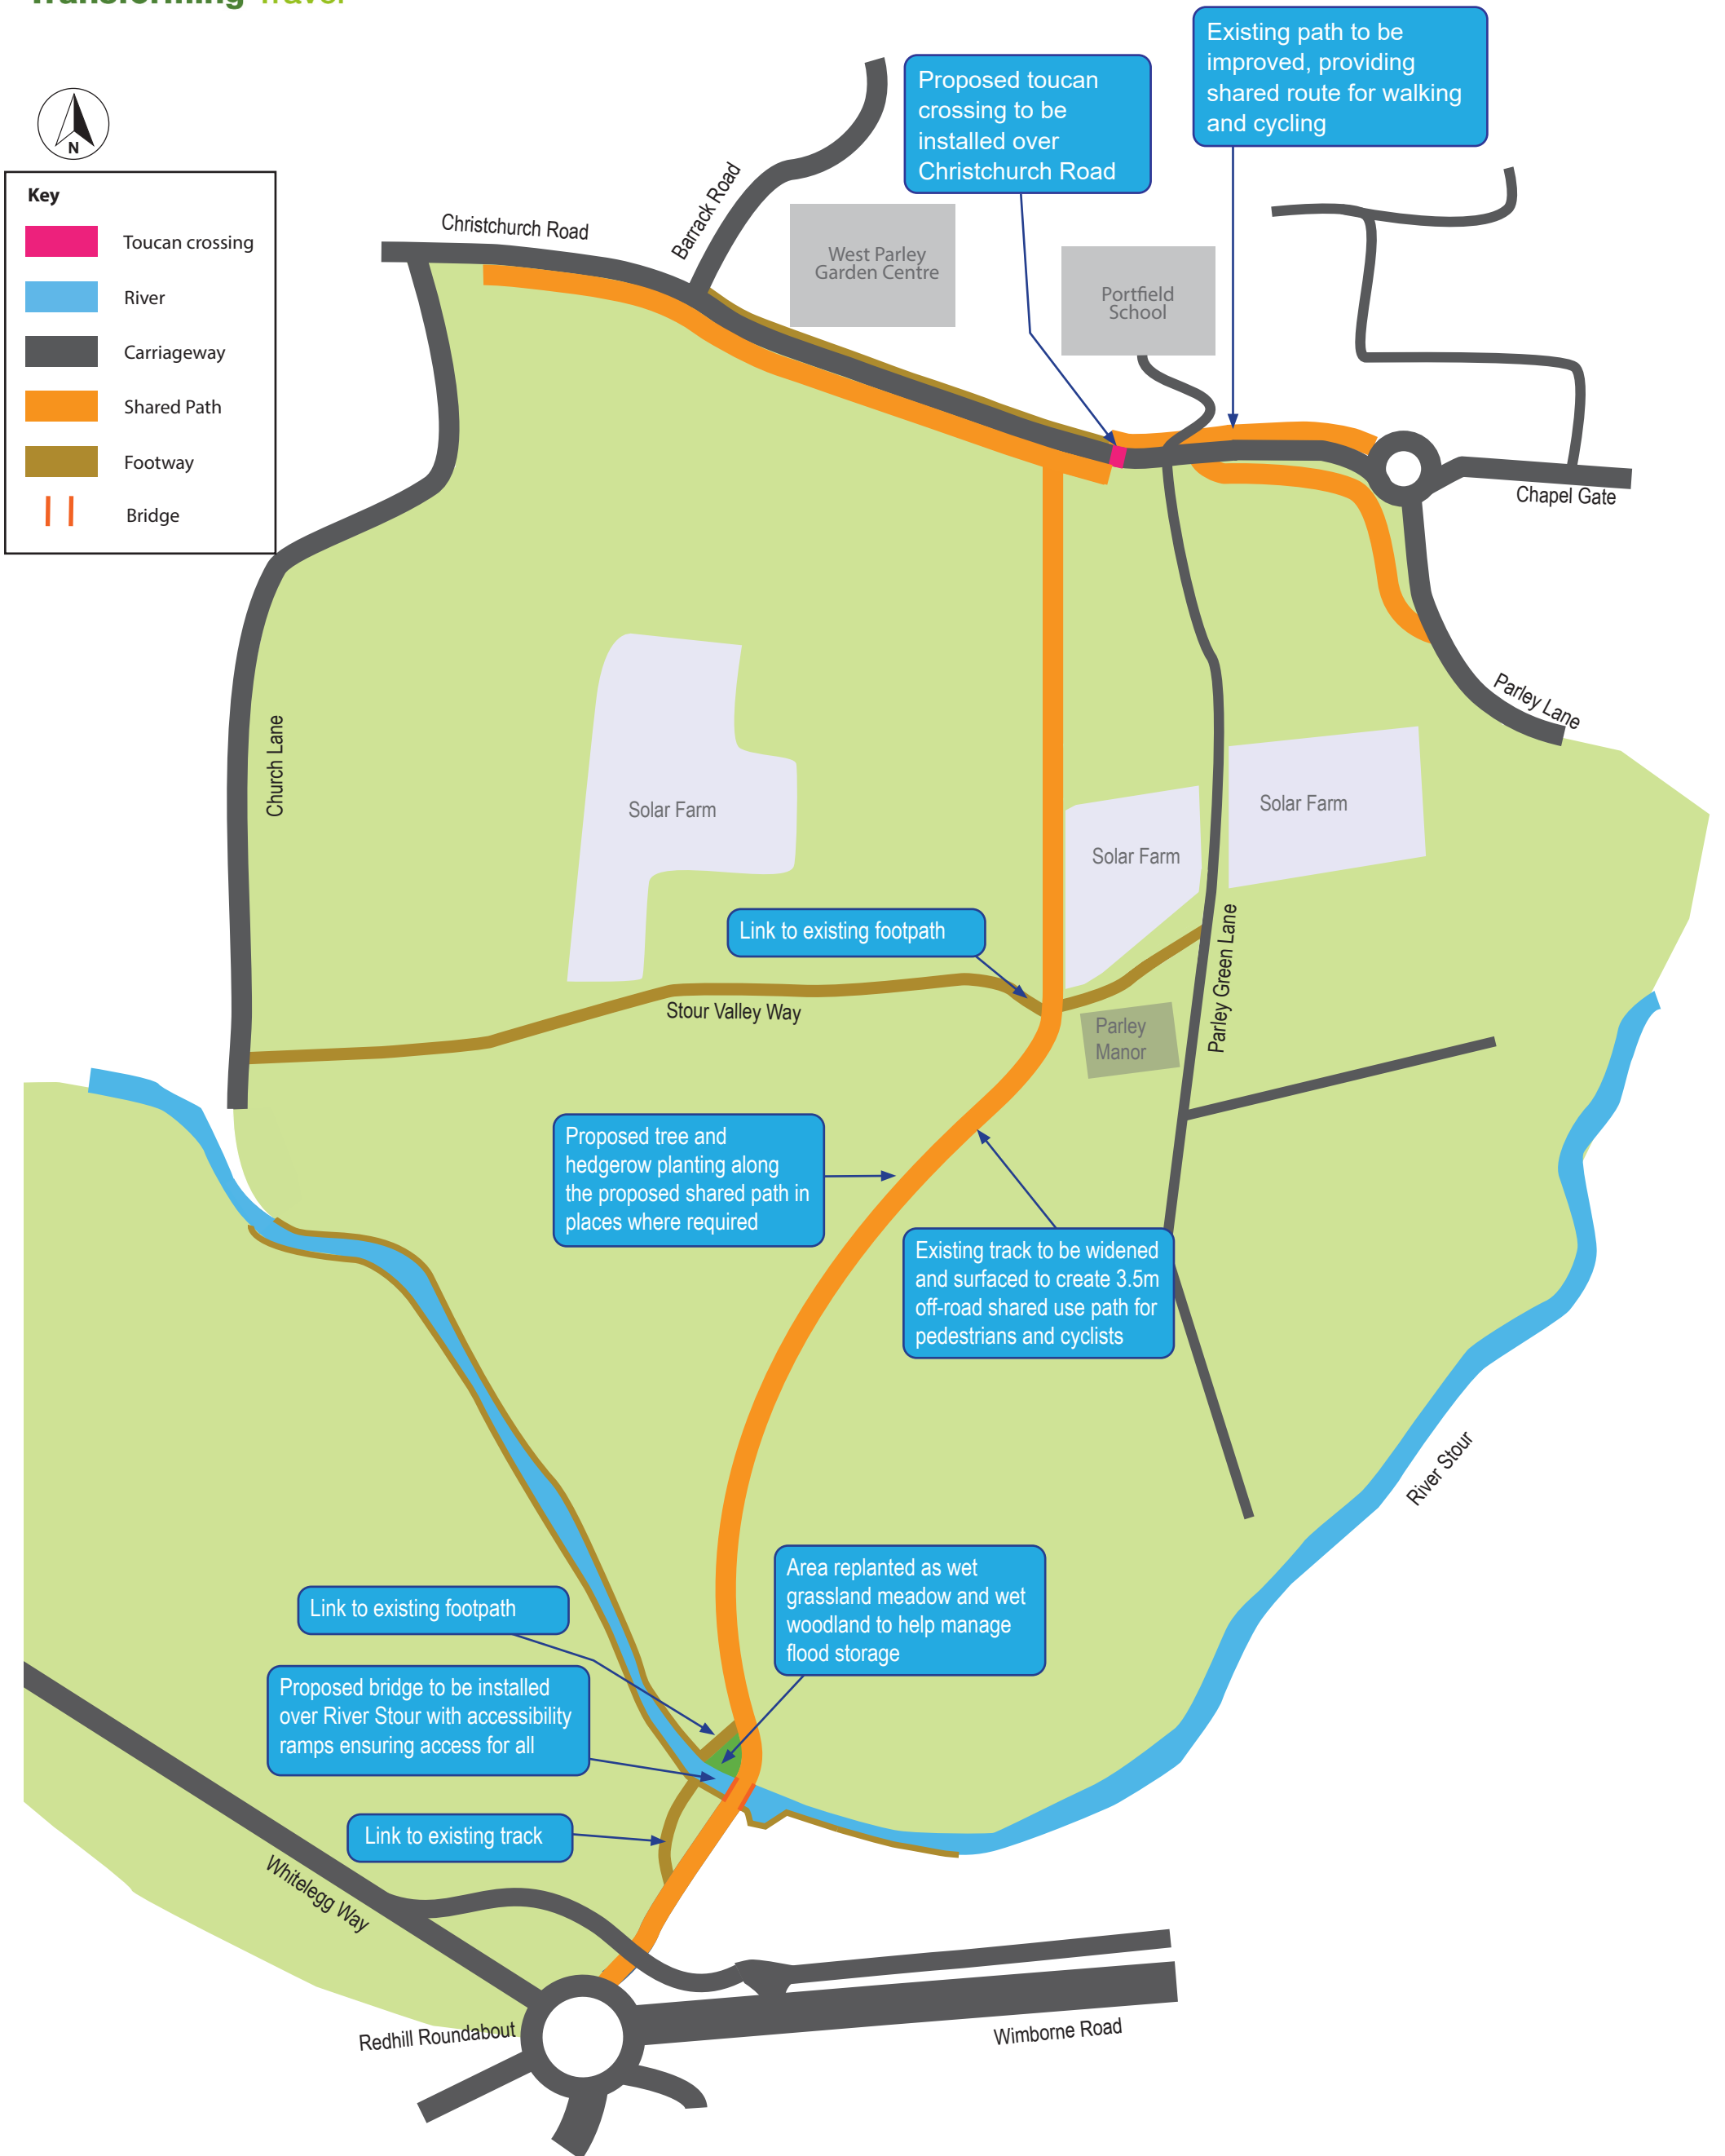 Transforming Travel
Existing path to be
improved, providing
shared route for walking
and cycling
Proposed toucan
crossing to be
installed over
Christchurch Road
N
Key
Toucan crossing
River
Carriageway
Shared Path
Footway
Bridge
Christchurch Road
Barrack Road
West Parley
Garden Centre
Portfield
School
Chapel Gate
Parley Lane
Church Lane
Solar Farm
Solar Farm
Solar Farm
Link to existing footpath
Stour Valley Way
Parley Green Lane
Parley
Manor
Proposed tree and
hedgerow planting along
the proposed shared path in
places where required
Existing track to be widened
and surfaced to create 3.5m
off-road shared use path for
pedestrians and cyclists
River Stour
Area replanted as wet
grassland meadow and wet
woodland to help manage
flood storage
Link to existing footpath
Proposed bridge to be installed
over River Stour with accessibility
ramps ensuring access for all
Link to existing track
Whitelegg Way
Redhill Roundabout
Wimborne Road